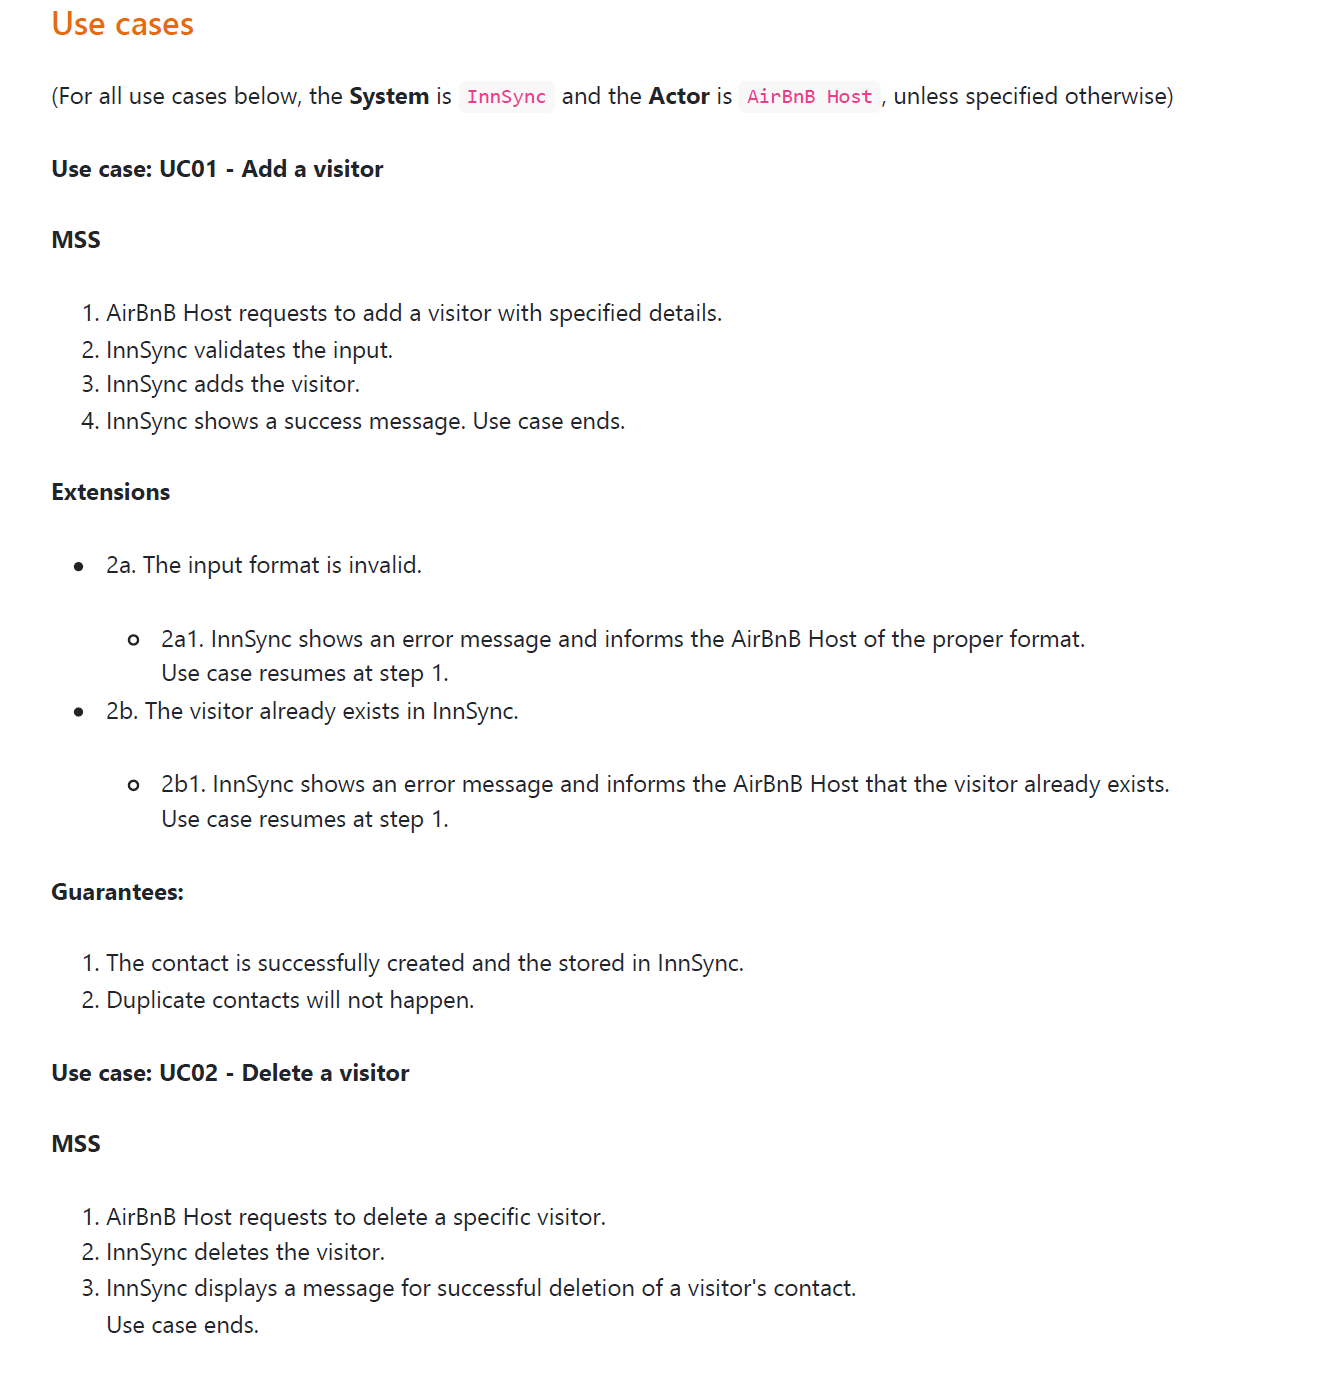 Use cases
(For all use cases below, the System is InnSync and the Actor is AirBnB Host , unless specified otherwise)
Use case: UC01 - Add a visitor
MSS
1. AirBnB Host requests to add a visitor with specified details.
2. InnSync validates the input.
3. InnSync adds the visitor.
4. InnSync shows a success message. Use case ends.
Extensions
• 2a. The input format is invalid.
○ 2a1. InnSync shows an error message and informs the AirBnB Host of the proper format.
Use case resumes at step 1.
• 2b. The visitor already exists in InnSync.
○ 2b1. InnSync shows an error message and informs the AirBnB Host that the visitor already exists.
Use case resumes at step 1.
Guarantees:
1. The contact is successfully created and the stored in InnSync.
2. Duplicate contacts will not happen.
Use case: UC02 - Delete a visitor
MSS
1. AirBnB Host requests to delete a specific visitor.
2. InnSync deletes the visitor.
3. InnSync displays a message for successful deletion of a visitor's contact.
Use case ends.